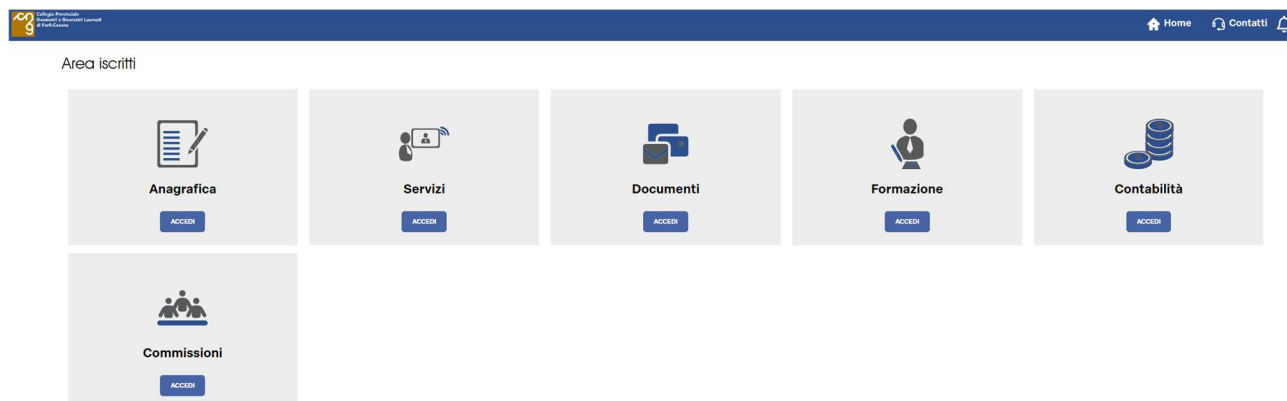 Collegio Provinciale
Geometri e Geometri Laureati
di Forlì-Cesena
Home
Contatti
Area iscritti
Anagrafica
ACCEDI
Servizi
ACCEDI
Documenti
ACCEDI
Formazione
ACCEDI
Contabilità
ACCEDI
Commissioni
ACCEDI